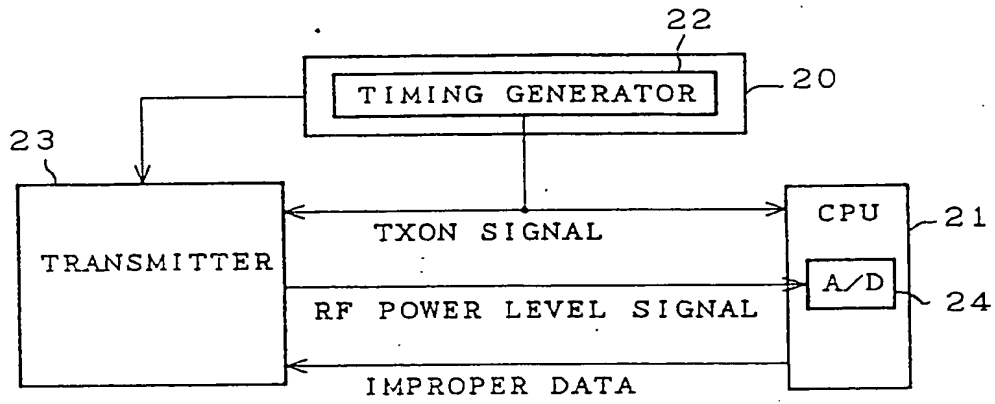 22
TIMING GENERATOR
20
23
TRANSMITTER
TXON SIGNAL
CPU
21
A/D
24
RF POWER LEVEL SIGNAL
IMPROPER DATA